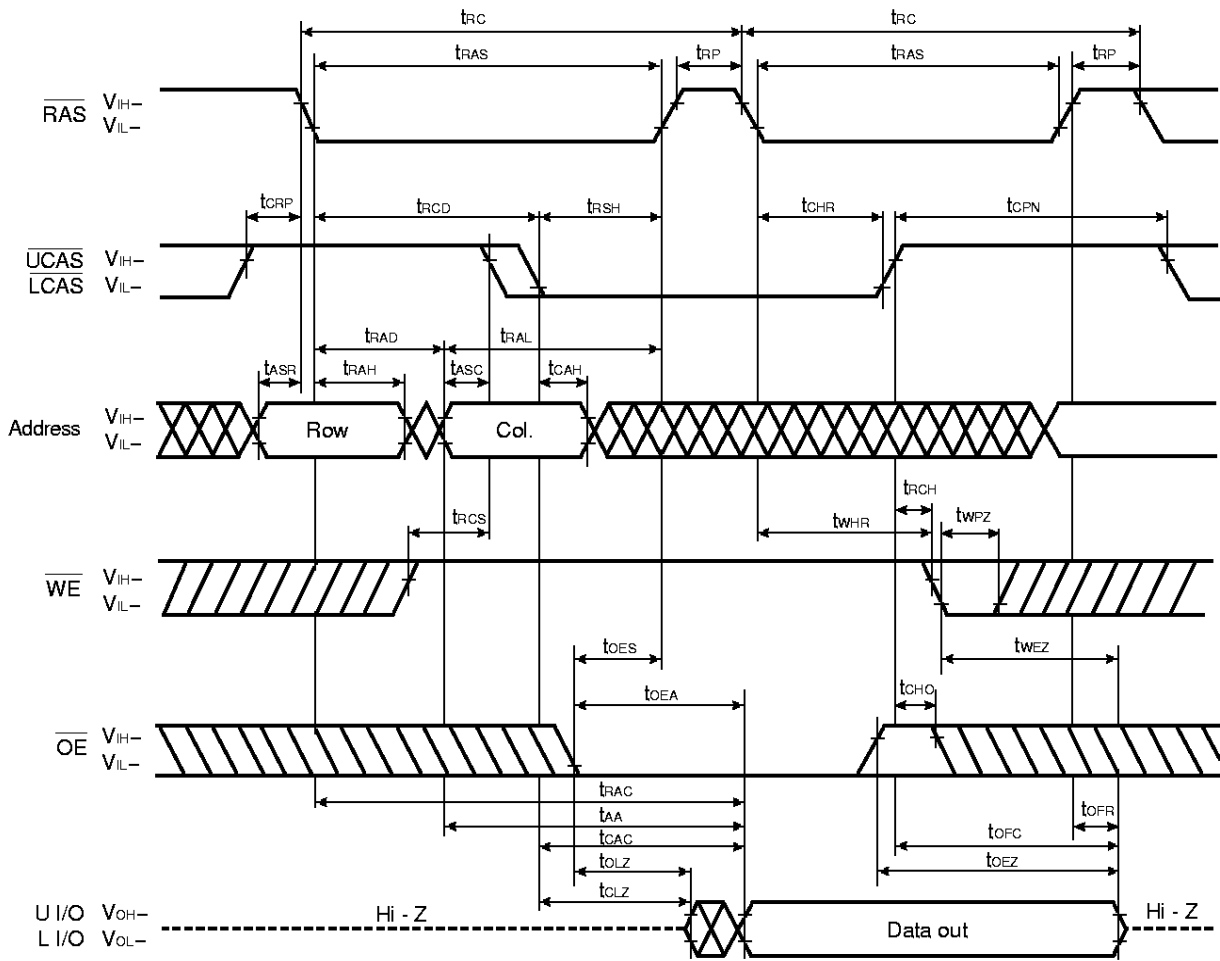 tRC tRC
tRAS tRP tRAS tRP
RAS VIH–
VIL–
tCRP tRCD tRSH tCHR tCPN
UCAS VIH–
LCAS VIL–
tRAD tRAL
tASR tRAH tASC tCAH
Address VIH–
VIL–
Row Col.
tRCH
tRCS tWHR tWPZ
WE VIH–
VIL–
tOES tWEZ
tOEA tCHO
OE VIH–
VIL–
tRAC
tAA tOFR
tCAC tOFC
tOLZ tOEZ
tCLZ
U I/O VOH–
L I/O VOL–
Hi - Z Data out Hi - Z